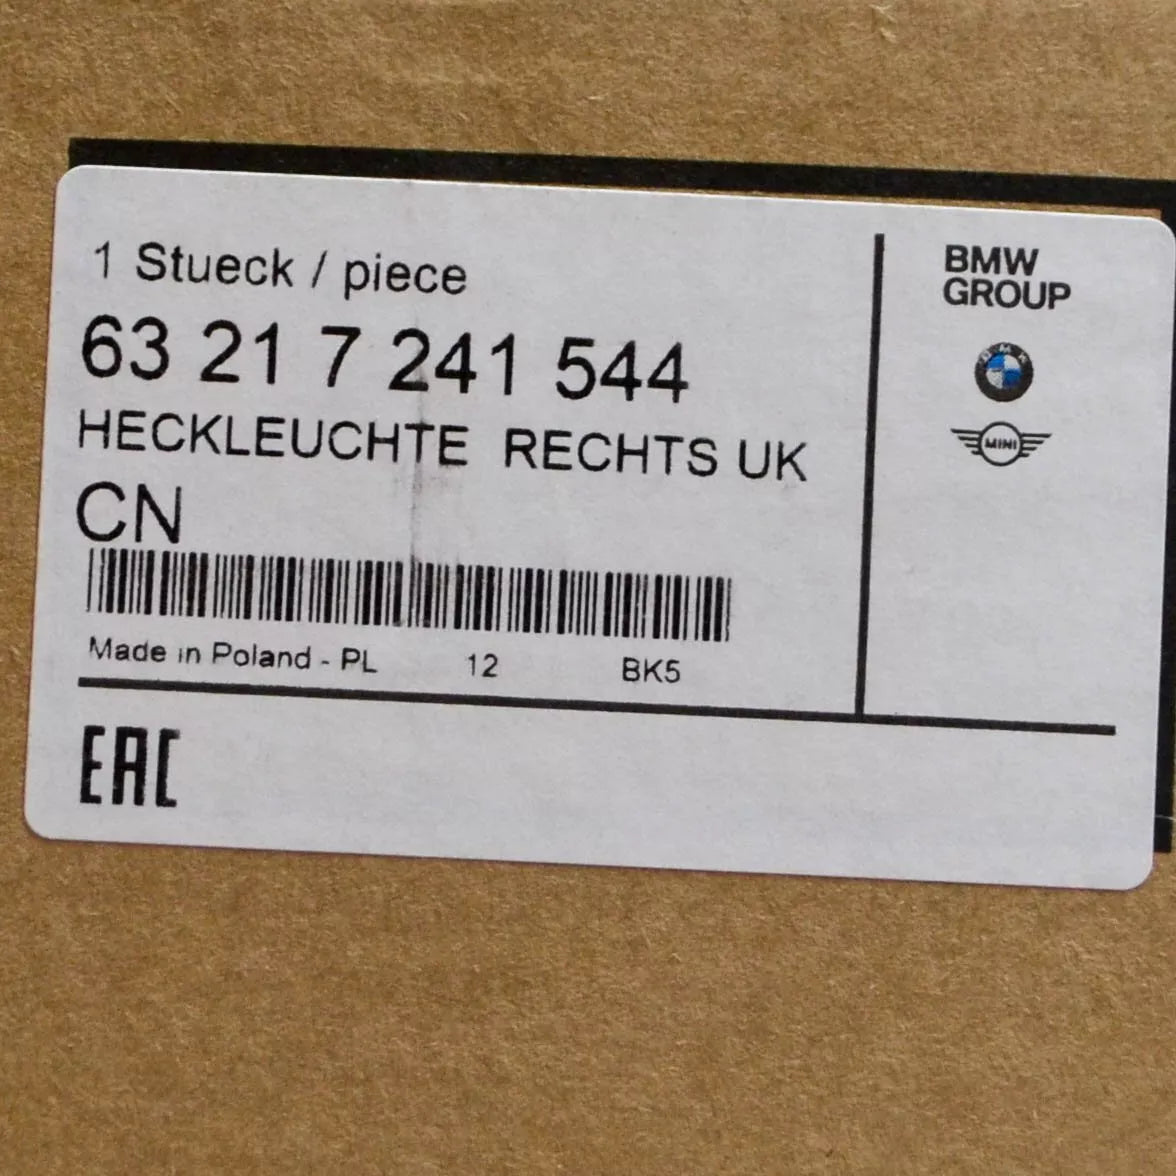 1 Stueck / piece
63 21 7 241 544
HECKLEUCHTE RECHTS UK
CN
Made in Poland - PL 12 BK5
EAC
BMW
GROUP
BMW
MINI